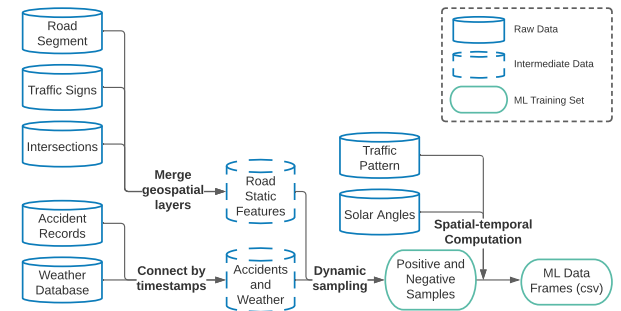 Road
Segment
Traffic Signs
Intersections
Accident
Records
Weather
Database
Merge
geospatial
layers
Connect by
timestamps
Road
Static
Features
Accidents
and
Weather
Dynamic
sampling
Traffic
Pattern
Solar Angles
Spatial-temporal
Computation
Positive and
Negative
Samples
ML Data
Frames (csv)
Raw Data
Intermediate Data
ML Training Set